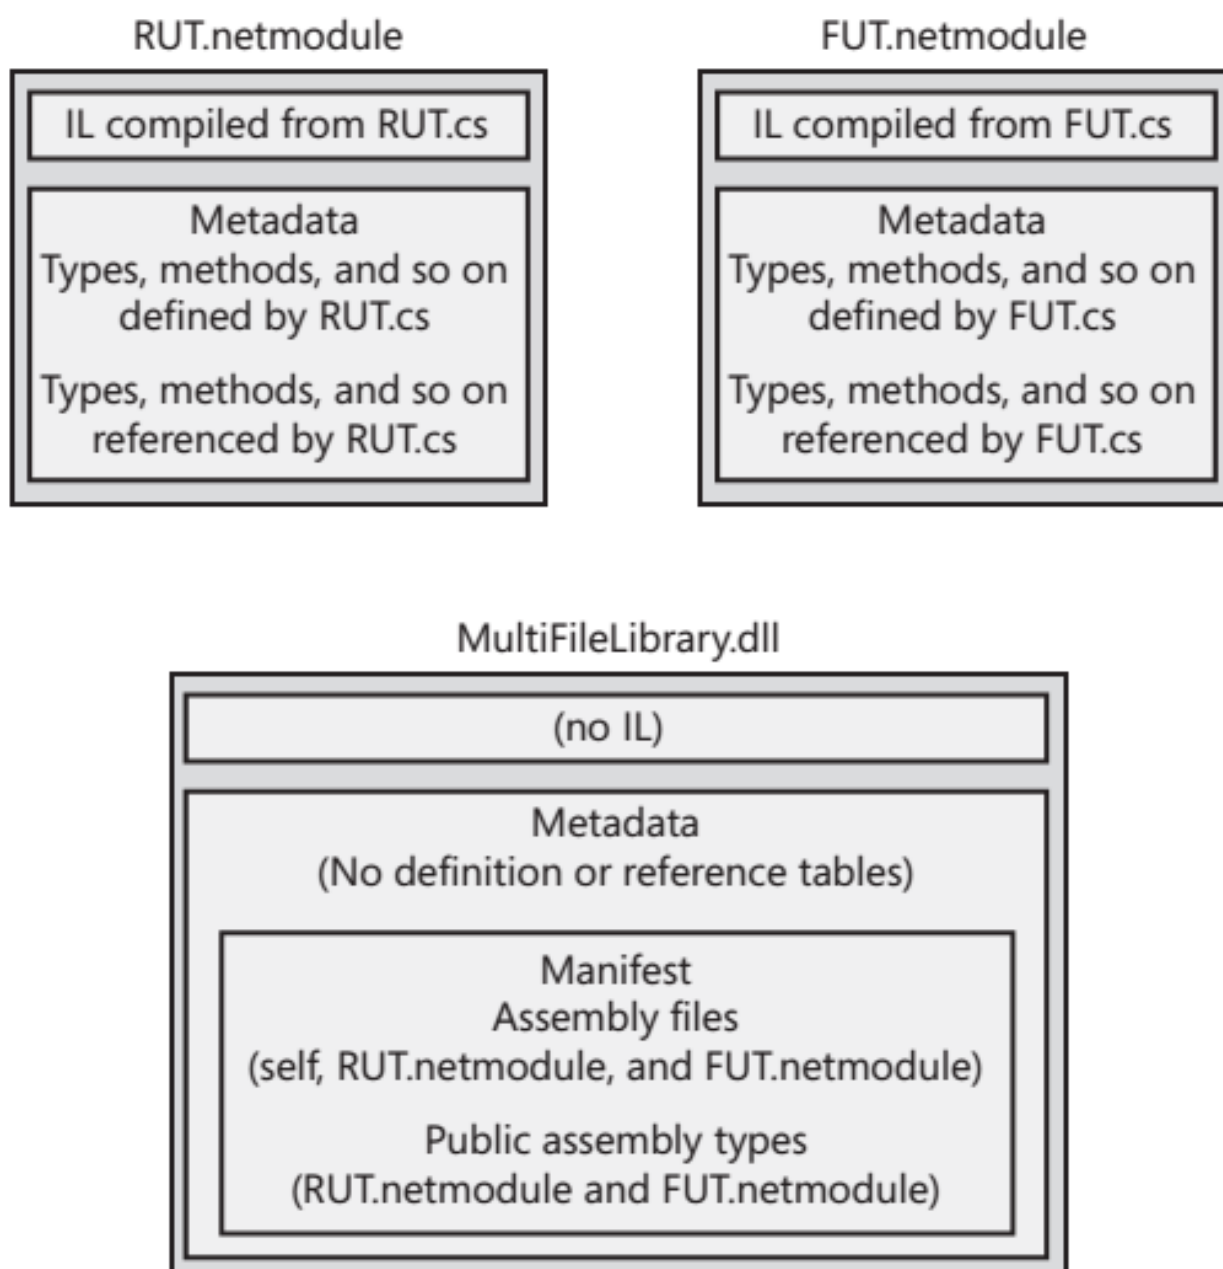 RUT.netmodule
IL compiled from RUT.cs
Metadata
Types, methods, and so on
defined by RUT.cs
Types, methods, and so on
referenced by RUT.cs
FUT.netmodule
IL compiled from FUT.cs
Metadata
Types, methods, and so on
defined by FUT.cs
Types, methods, and so on
referenced by FUT.cs
MultiFileLibrary.dll
(no IL)
Metadata
(No definition or reference tables)
Manifest
Assembly files
(self, RUT.netmodule, and FUT.netmodule)
Public assembly types
(RUT.netmodule and FUT.netmodule)